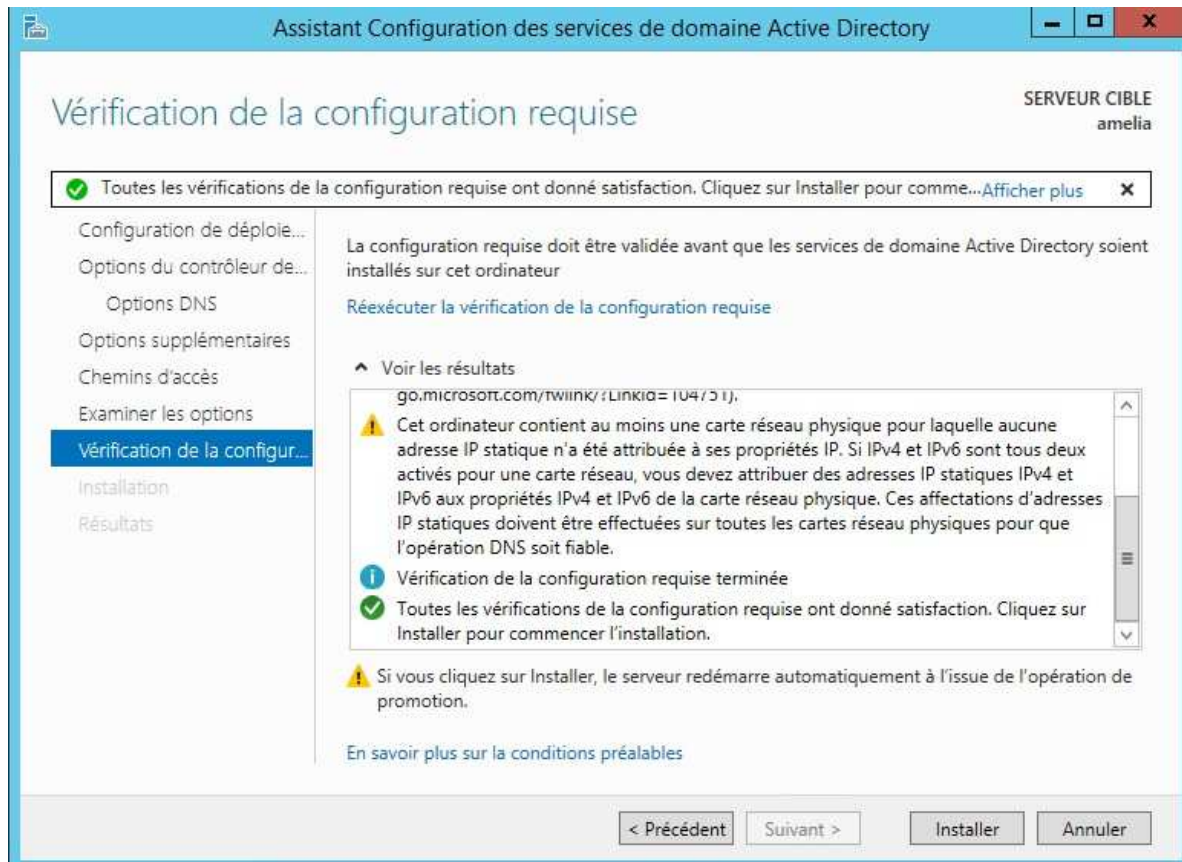 Assistant Configuration des services de domaine Active Directory
Vérification de la configuration requise
SERVEUR CIBLE
amelia
Toutes les vérifications de la configuration requise ont donné satisfaction. Cliquez sur Installer pour comme...Afficher plus
Configuration de déploie...
Options du contrôleur de...
Options DNS
Options supplémentaires
Chemins d'accès
Examiner les options
Vérification de la configur...
Installation
Résultats
La configuration requise doit être validée avant que les services de domaine Active Directory soient
installés sur cet ordinateur
Réexécuter la vérification de la configuration requise
Voir les résultats
go.microsoft.com/fwlink/?LinkId=104751).
Cet ordinateur contient au moins une carte réseau physique pour laquelle aucune
adresse IP statique n'a été attribuée à ses propriétés IP. Si IPv4 et IPv6 sont tous deux
activés pour une carte réseau, vous devez attribuer des adresses IP statiques IPv4 et
IPv6 aux propriétés IPv4 et IPv6 de la carte réseau physique. Ces affectations d'adresses
IP statiques doivent être effectuées sur toutes les cartes réseau physiques pour que
l'opération DNS soit fiable.
Vérification de la configuration requise terminée
Toutes les vérifications de la configuration requise ont donné satisfaction. Cliquez sur
Installer pour commencer l'installation.
Si vous cliquez sur Installer, le serveur redémarre automatiquement à l'issue de l'opération de
promotion.
En savoir plus sur la conditions préalables
< Précédent
Suivant >
Installer
Annuler